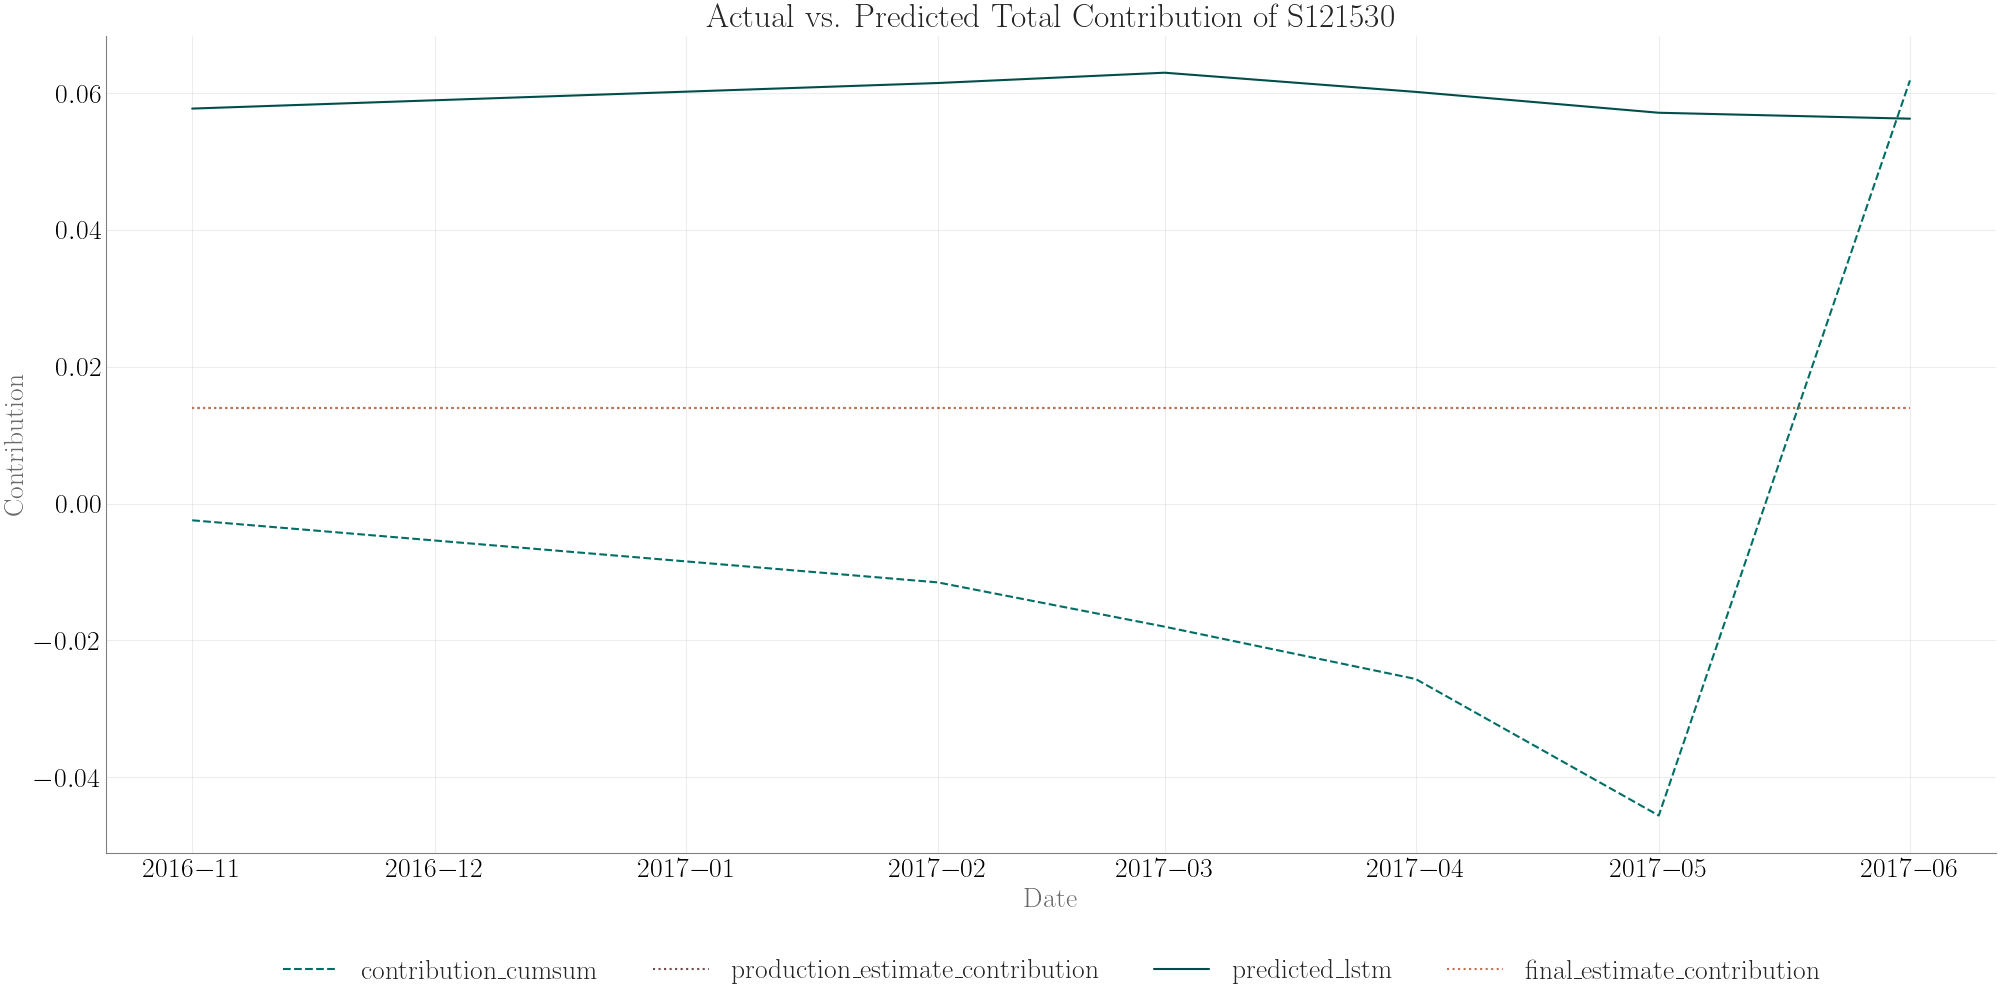 Actual vs. Predicted Total Contribution of S121530
Contribution
0.06
0.04
0.02
0.00
−0.02
−0.04
2016−11 2016−12 2017−01 2017−02 2017−03 2017−04 2017−05 2017−06
Date
contribution_cumsum production_estimate_contribution predicted_lstm final_estimate_contribution